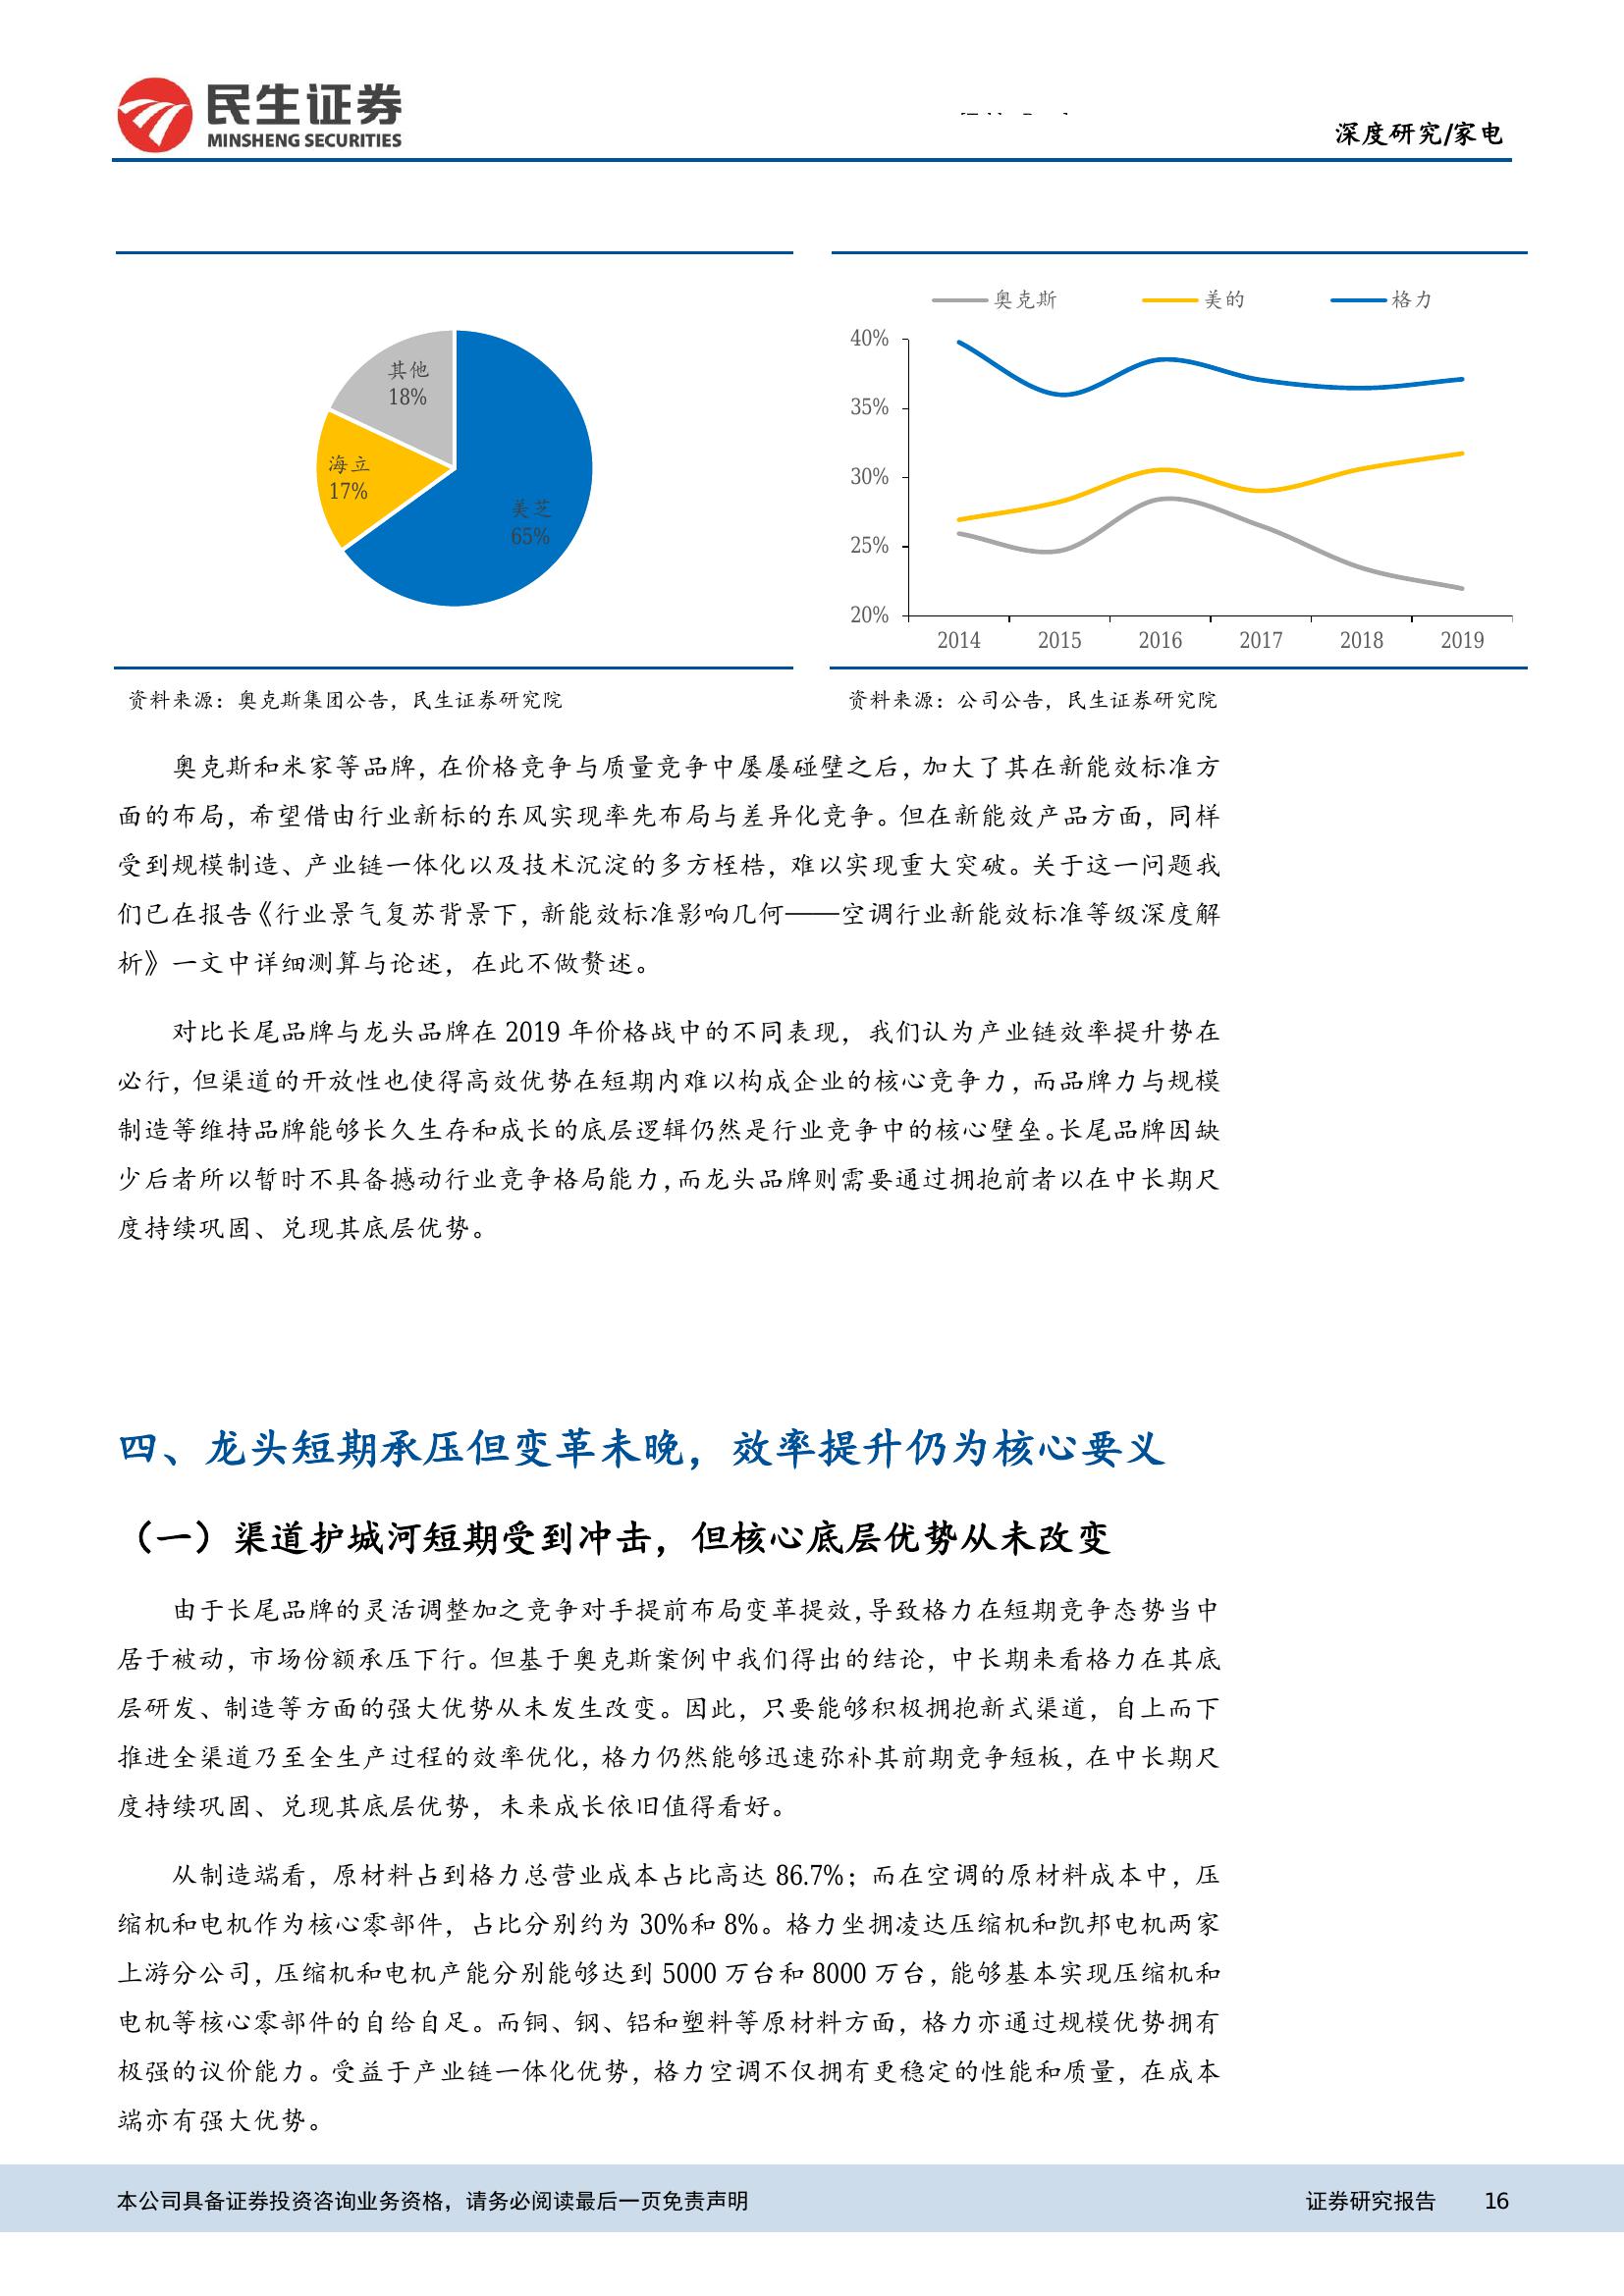 民生证券
MINSHENG SECURITIES
深度研究/家电
其他
18%
海立
17%
美芝
65%
奥克斯
美的
格力
40%
35%
30%
25%
20%
2014
2015
2016
2017
2018
2019
资料来源：奥克斯集团公告，民生证券研究院
资料来源：公司公告，民生证券研究院
奥克斯和米家等品牌，在价格竞争与质量竞争中屡屡碰壁之后，加大了其在新能效标准方
面的布局，希望借由行业新标的东风实现率先布局与差异化竞争。但在新能效产品方面，同样
受到规模制造、产业链一体化以及技术沉淀的多方桎梏，难以实现重大突破。关于这一问题我
们已在报告《行业景气复苏背景下，新能效标准影响几何——空调行业新能效标准等级深度解
析》一文中详细测算与论述，在此不做赘述。
对比长尾品牌与龙头品牌在 2019 年价格战中的不同表现，我们认为产业链效率提升势在
必行，但渠道的开放性也使得高效优势在短期内难以构成企业的核心竞争力，而品牌力与规模
制造等维持品牌能够长久生存和成长的底层逻辑仍然是行业竞争中的核心壁垒。长尾品牌因缺
少后者所以暂时不具备撼动行业竞争格局能力，而龙头品牌则需要通过拥抱前者以在中长期尺
度持续巩固、兑现其底层优势。
四、龙头短期承压但变革未晚，效率提升仍为核心要义
（一）渠道护城河短期受到冲击，但核心底层优势从未改变
由于长尾品牌的灵活调整加之竞争对手提前布局变革提效，导致格力在短期竞争态势当中
居于被动，市场份额承压下行。但基于奥克斯案例中我们得出的结论，中长期来看格力在其底
层研发、制造等方面的强大优势从未发生改变。因此，只要能够积极拥抱新式渠道，自上而下
推进全渠道乃至全生产过程的效率优化，格力仍然能够迅速弥补其前期竞争短板，在中长期尺
度持续巩固、兑现其底层优势，未来成长依旧值得看好。
从制造端看，原材料占到格力总营业成本占比高达 86.7%；而在空调的原材料成本中，压
缩机和电机作为核心零部件，占比分别约为 30%和 8%。格力坐拥凌达压缩机和凯邦电机两家
上游分公司，压缩机和电机产能分别能够达到 5000 万台和 8000 万台，能够基本实现压缩机和
电机等核心零部件的自给自足。而铜、钢、铝和塑料等原材料方面，格力亦通过规模优势拥有
极强的议价能力。受益于产业链一体化优势，格力空调不仅拥有更稳定的性能和质量，在成本
端亦有强大优势。
本公司具备证券投资咨询业务资格，请务必阅读最后一页免责声明
证券研究报告 16